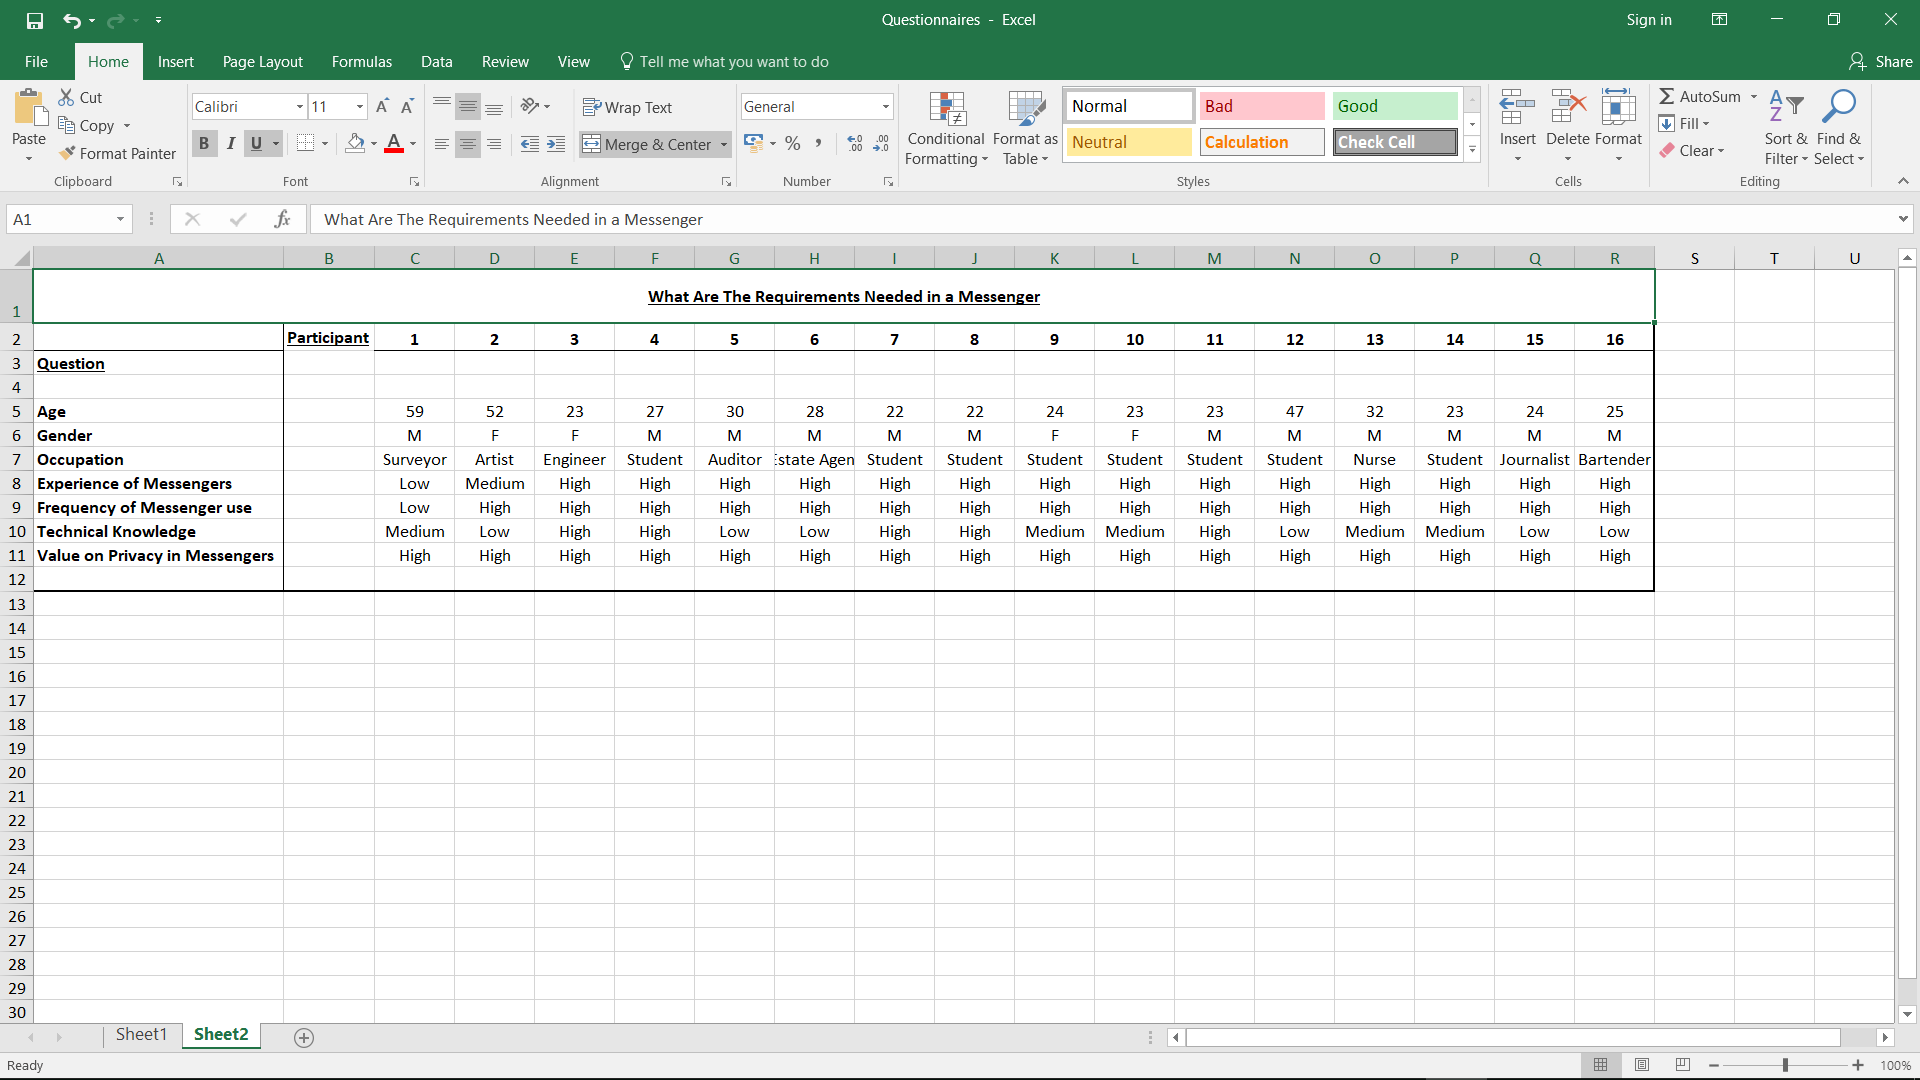 Questionnaires - Excel
Sign in
File Home Insert Page Layout Formulas Data Review View Tell me what you want to do Share
Paste Cut Copy Format Painter Clipboard
Calibri 11 A A B I U A Font
Wrap Text Merge & Center Alignment
General % , .00 Number
Conditional Formatting Format as Table Normal Bad Good Neutral Calculation Check Cell Styles
Insert Delete Format Cells
AutoSum Fill Clear Sort & Filter Find & Select Editing
A1 fx What Are The Requirements Needed in a Messenger
A B C D E F G H I J K L M N O P Q R S T U
1 What Are The Requirements Needed in a Messenger
2 Participant 1 2 3 4 5 6 7 8 9 10 11 12 13 14 15 16
3 Question
4
5 Age 59 52 23 27 30 28 22 22 24 23 23 47 32 23 24 25
6 Gender M F F M M M M M F F M M M M M M
7 Occupation Surveyor Artist Engineer Student Auditor Estate Agen Student Student Student Student Student Student Nurse Student Journalist Bartender
8 Experience of Messengers Low Medium High High High High High High High High High High High High High High
9 Frequency of Messenger use Low High High High High High High High High High High High High High High High
10 Technical Knowledge Medium Low High High Low Low High High Medium Medium High Low Medium Medium Low Low
11 Value on Privacy in Messengers High High High High High High High High High High High High High High High High
12
13
14
15
16
17
18
19
20
21
22
23
24
25
26
27
28
29
30
Sheet1 Sheet2
Ready 100%